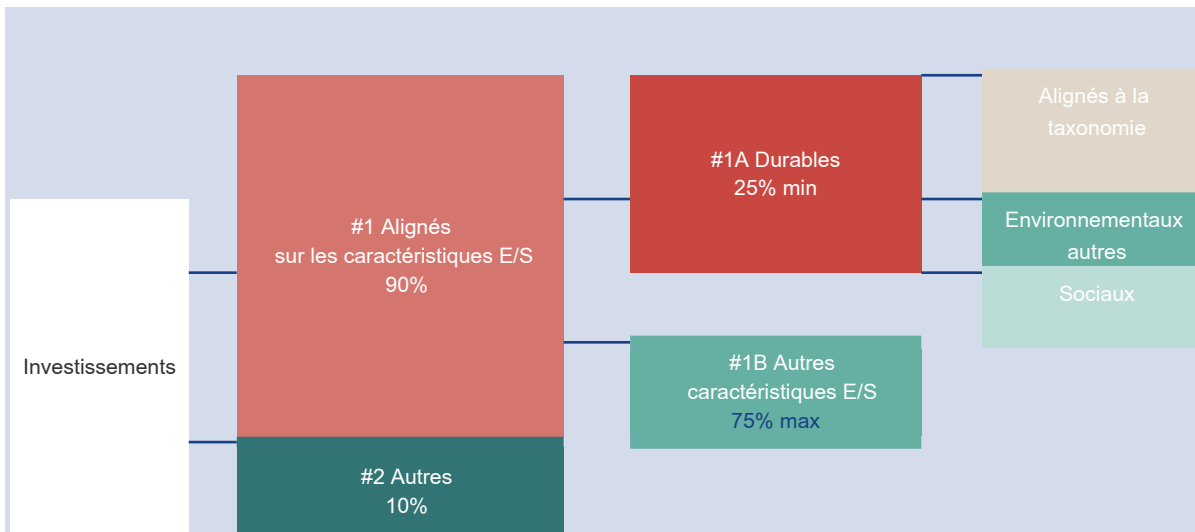 Investissements
#1 Alignés
sur les caractéristiques E/S
90%
#2 Autres
10%
#1A Durables
25% min
#1B Autres
caractéristiques E/S
75% max
Alignés à la
taxonomie
Environnementaux
autres
Sociaux